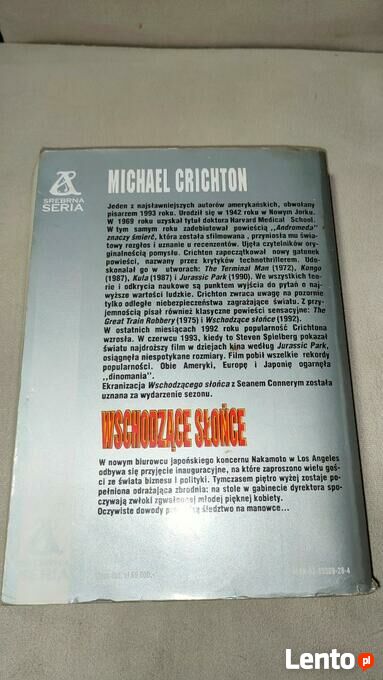 SREBRNA
SERIA
MICHAEL CRICHTON
Jeden z najsławniejszych autorów amerykańskich, obwołany
pisarzem 1993 roku. Urodził się w 1942 roku w Nowym Jorku.
W 1969 roku uzyskał tytuł doktora Harvard Medical School.
W tym samym roku zadebiutował powieścią „Andromeda"
znaczy śmierć, która została sfilmowana , przyniosła mu świa-
towy rozgłos i uznanie u recenzentów. Ujęła czytelników ory-
ginalnością pomysłu. Crichton zapoczątkował nowy gatunek
powieści, nazwany przez krytyków technothrillerem. Udo-
skonalał go w utworach: The Terminal Man (1972), Kongo
(1987), Kula (1987) i Jurassic Park (1990). We wszystkich teo-
rie i odkrycia naukowe są punktem wyjścia do pytań o naj-
wyższe wartości ludzkie. Crichton zwraca uwagę na pozornie
tylko odległe niebezpieczeństwa zagrażające światu. Z przy-
jemnością pisał również klasyczne powieści sensacyjne: The
Great Train Robbery (1975) i Wschodzące słońce (1992).
W ostatnich miesiącach 1992 roku popularność Crichtona
wzrosła. W czerwcu 1993, kiedy to Steven Spielberg pokazał
światu najdroższy film w dziejach kina według Jurassic Park,
osiągnęła niespotykane rozmiary. Film pobił wszelkie rekordy
popularności. Obie Ameryki, Europę i Japonię ogarnęła
„dinomania".
Ekranizacja Wschodzącego słońca z Seanem Connerym została
uznana za wydarzenie sezonu.
WSCHODZĄCE SŁOŃCE
W nowym biurowcu japońskiego koncernu Nakamoto w Los Angeles
odbywa się przyjęcie inauguracyjne, na które zaproszono wielu goś-
ci ze świata biznesu i polityki. Tymczasem piętro wyżej zostaje po-
pełniona odrażająca zbrodnia: na stole w gabinecie dyrektora spo-
czywają zwłoki zgwałconej młodej pięknej kobiety.
Oczywiste dowody śledztwo na manowce...
Lento.pl